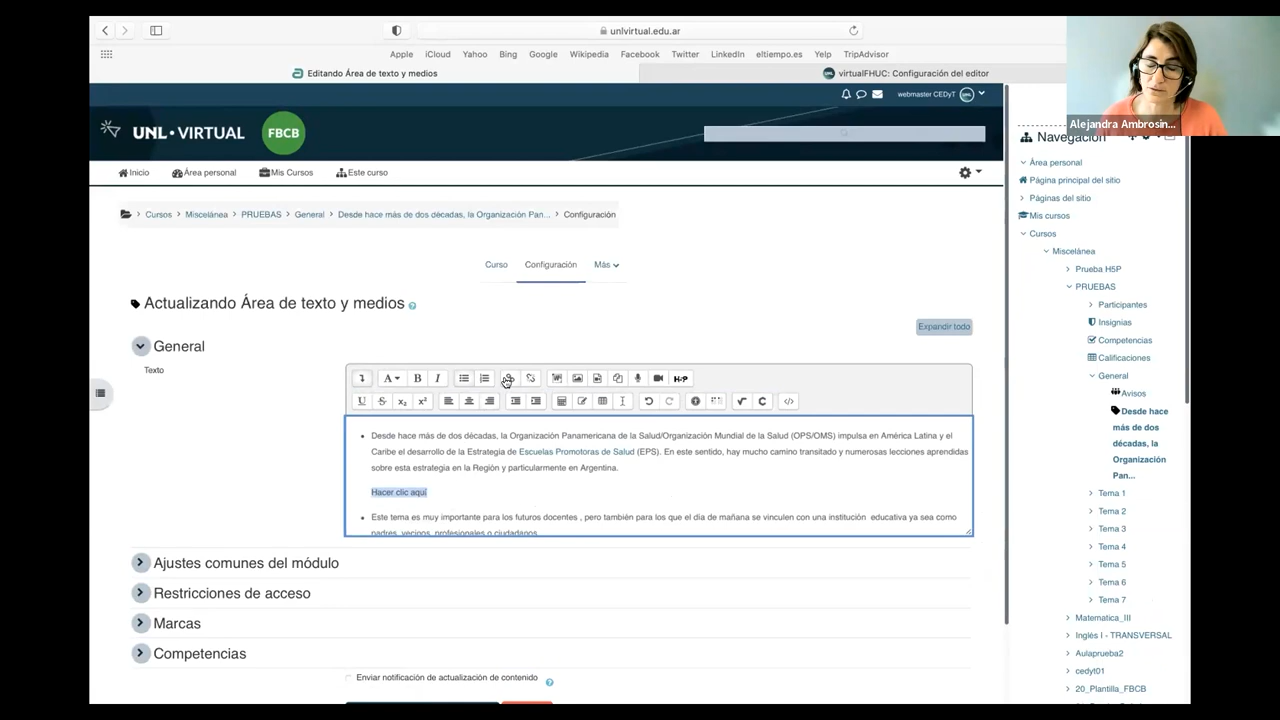 unlvirtual.edu.ar
Apple iCloud Yahoo Bing Google Wikipedia Facebook Twitter LinkedIn eltiempo.es Yelp TripAdvisor
Editando Área de texto y medios
virtualFHUC: Configuración del editor
Alejandra Ambrosin...
webmaster CEDyT
UNL • VIRTUAL
FBCB
Inicio Área personal Mis Cursos Este curso
Cursos > Miscelánea > PRUEBAS > General > Desde hace más de dos décadas, la Organización Pan... > Configuración
Curso Configuración Más
Actualizando Área de texto y medios
Expandir todo
General
Texto
A B I H5P
U S x₂ x² √ C </>
• Desde hace más de dos décadas, la Organización Panamericana de la Salud/Organización Mundial de la Salud (OPS/OMS) impulsa en América Latina y el
Caribe el desarrollo de la Estrategia de Escuelas Promotoras de Salud (EPS). En este sentido, hay mucho camino transitado y numerosas lecciones aprendidas
sobre esta estrategia en la Región y particularmente en Argentina.
Hacer clic aquí
• Este tema es muy importante para los futuros docentes , pero también para los que el día de mañana se vinculen con una institución educativa ya sea como
padres, vecinos, profesionales o ciudadanos.
Ajustes comunes del módulo
Restricciones de acceso
Marcas
Competencias
Enviar notificación de actualización de contenido
Navegación
Área personal
Página principal del sitio
Páginas del sitio
Mis cursos
Cursos
Miscelánea
Prueba H5P
PRUEBAS
Participantes
Insignias
Competencias
Calificaciones
General
Avisos
Desde hace
más de dos
décadas, la
Organización
Pan...
Tema 1
Tema 2
Tema 3
Tema 4
Tema 5
Tema 6
Tema 7
Matematica_III
Inglés I - TRANSVERSAL
Aulaprueba2
cedyt01
20_Plantilla_FBCB